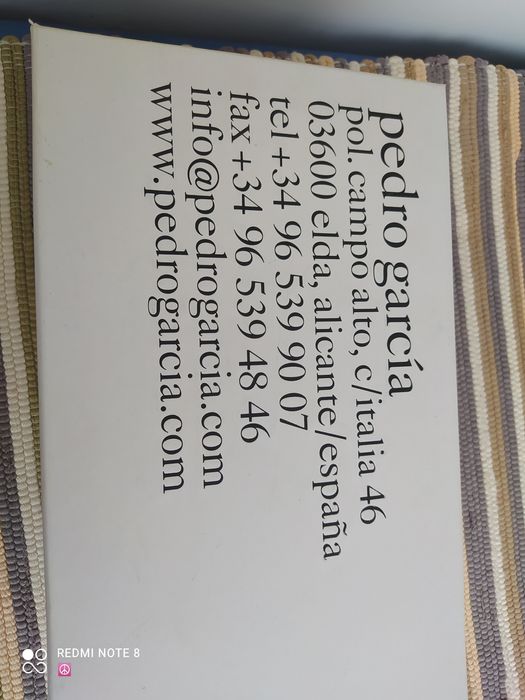 pedro garcía
pol. campo alto, c/italia 46
03600 elda, alicante/españa
tel +34 96 539 90 07
fax +34 96 539 48 46
info@pedrogarcia.com
www.pedrogarcia.com
REDMI NOTE 8